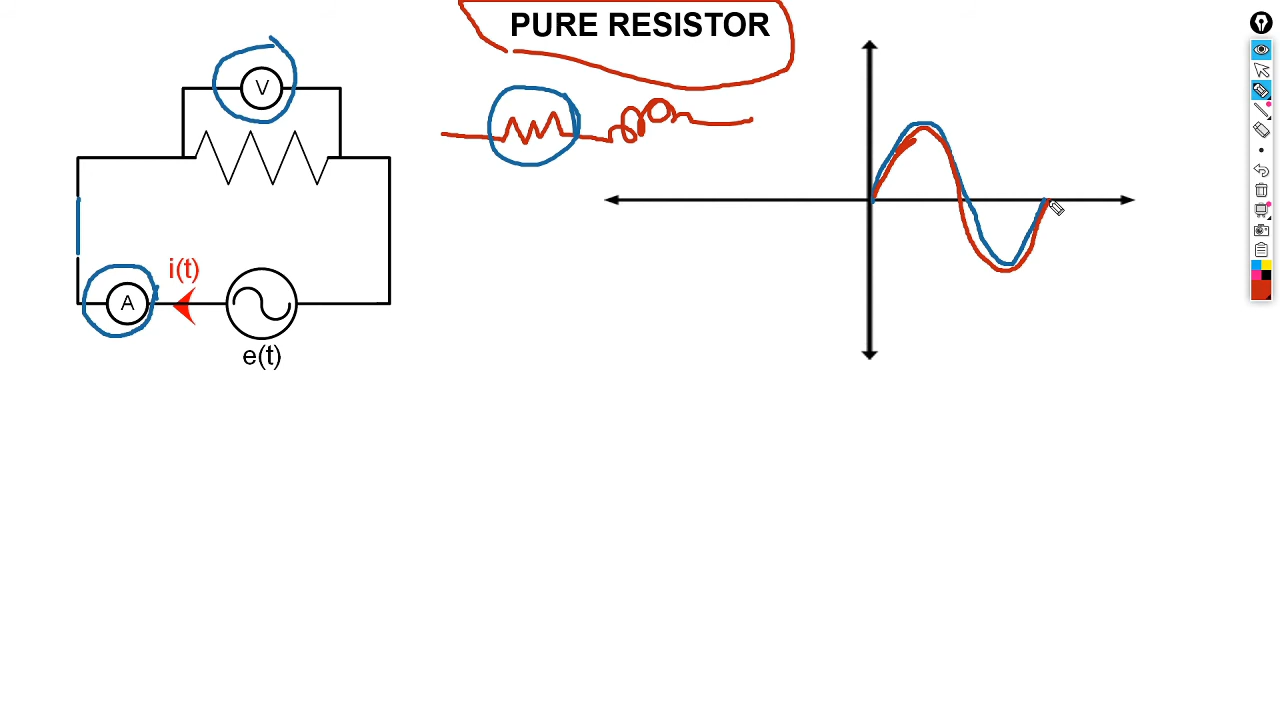 PURE RESISTOR
V
i(t)
A
e(t)